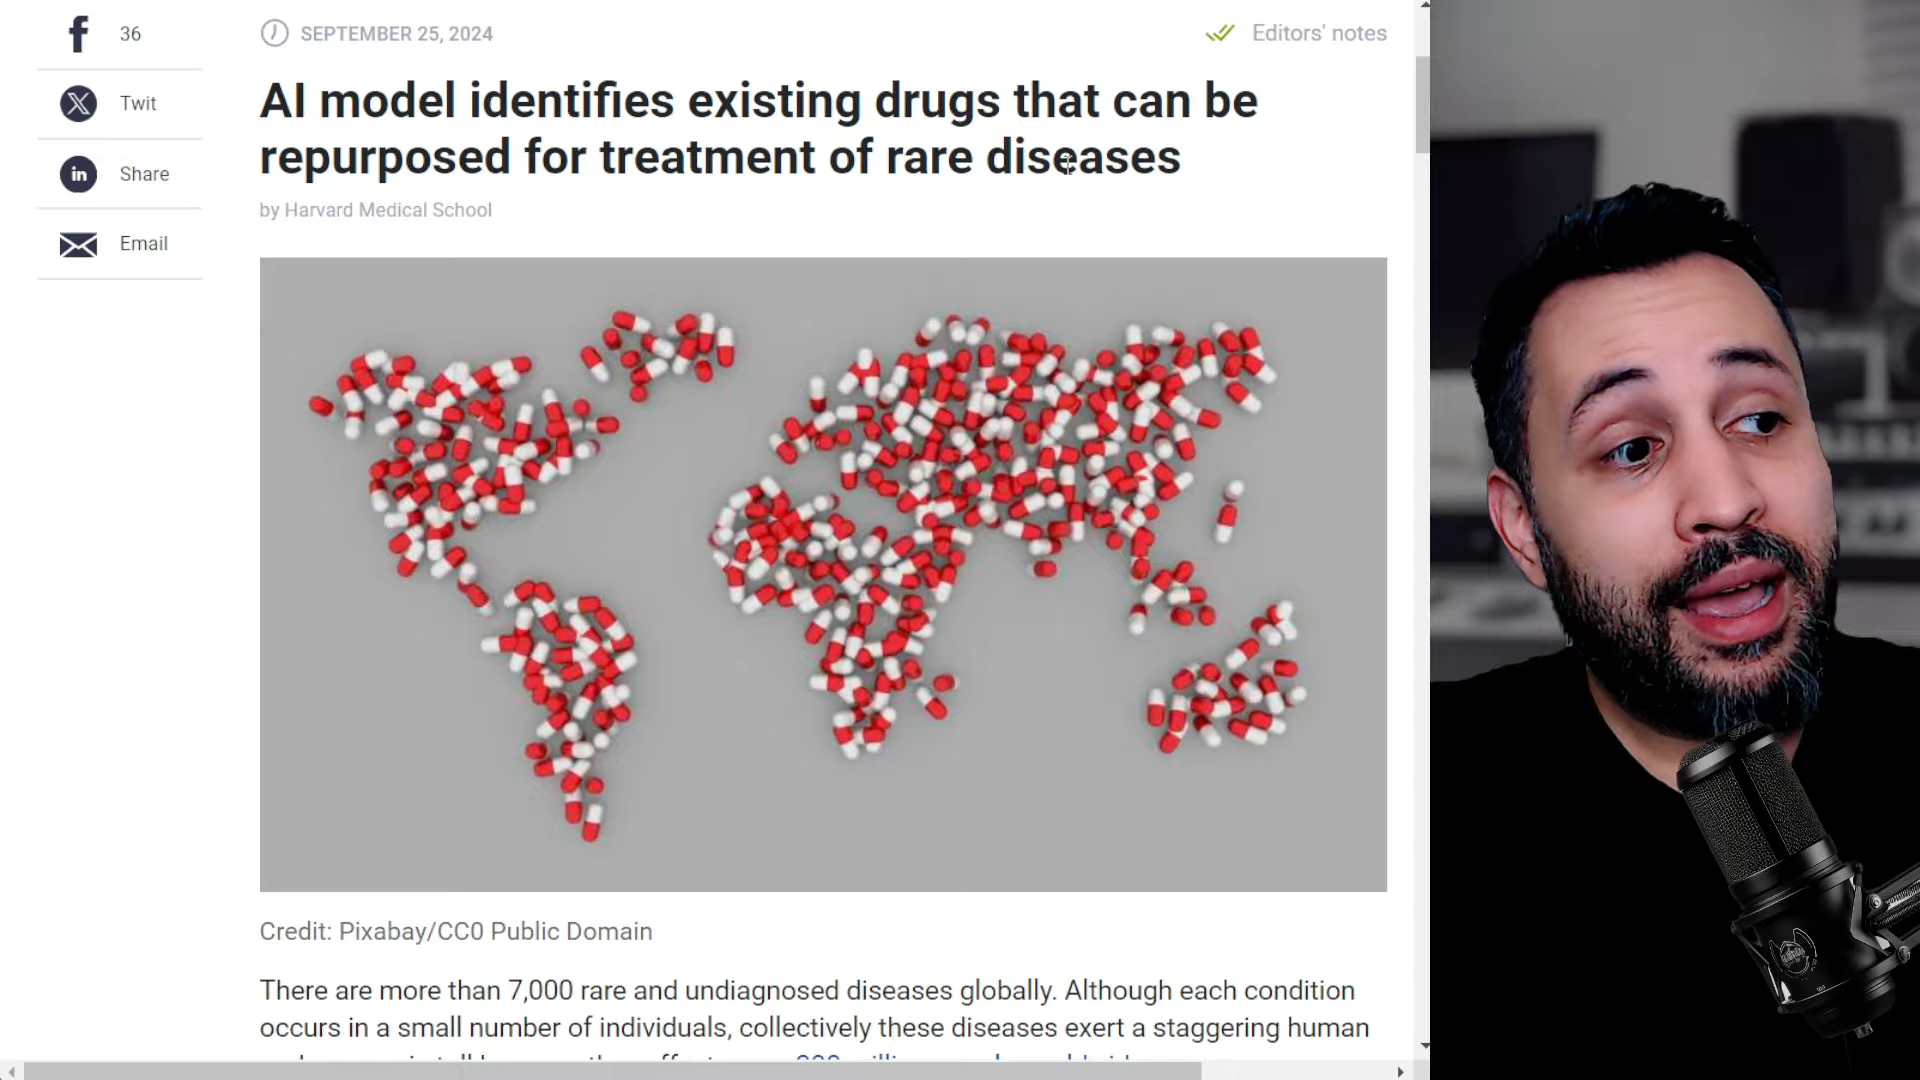 36
SEPTEMBER 25, 2024
Editors' notes
Twit
Share
Email
AI model identifies existing drugs that can be
repurposed for treatment of rare diseases
by Harvard Medical School
Credit: Pixabay/CC0 Public Domain
There are more than 7,000 rare and undiagnosed diseases globally. Although each condition
occurs in a small number of individuals, collectively these diseases exert a staggering human